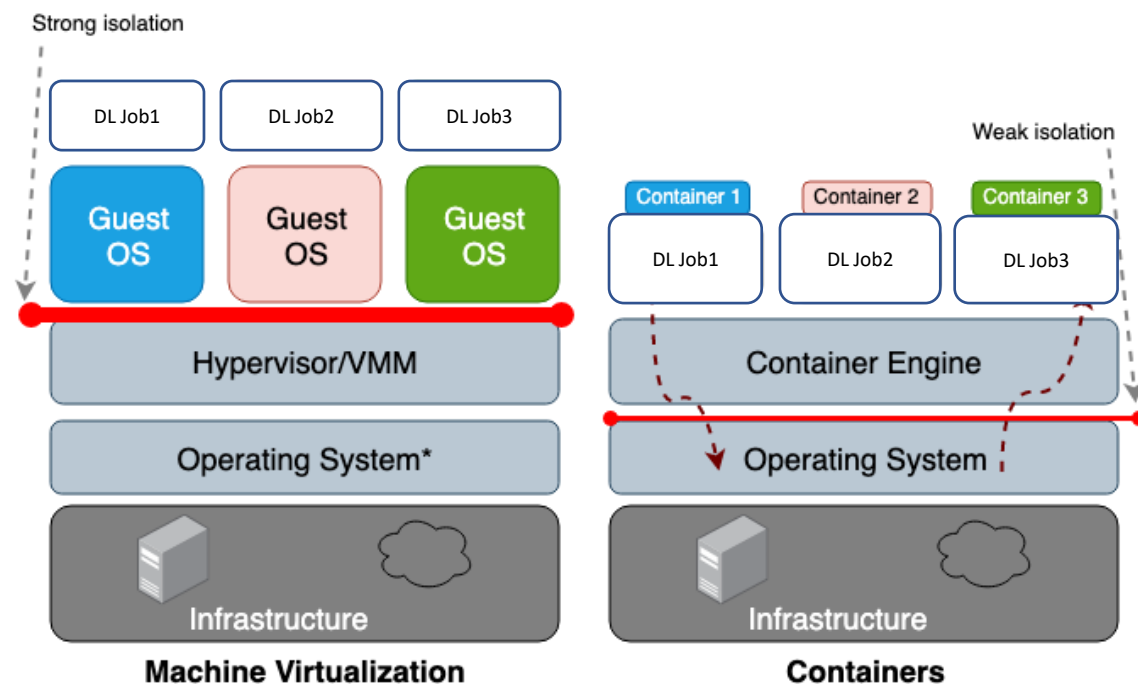 Strong isolation
DL Job1
DL Job2
DL Job3
Guest
OS
Guest
OS
Guest
OS
Hypervisor/VMM
Operating System*
Infrastructure
Machine Virtualization
Weak isolation
Container 1
Container 2
Container 3
DL Job1
DL Job2
DL Job3
Container Engine
Operating System
Infrastructure
Containers